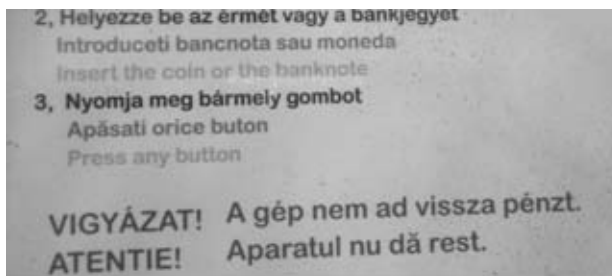 2, Helyezze be az érmét vagy a bankjegyet
Introduceti bancnota sau moneda
Insert the coin or the banknote
3, Nyomja meg bármely gombot
Apăsati orice buton
Press any button
VIGYÁZAT! A gép nem ad vissza pénzt.
ATENTIE! Aparatul nu dă rest.